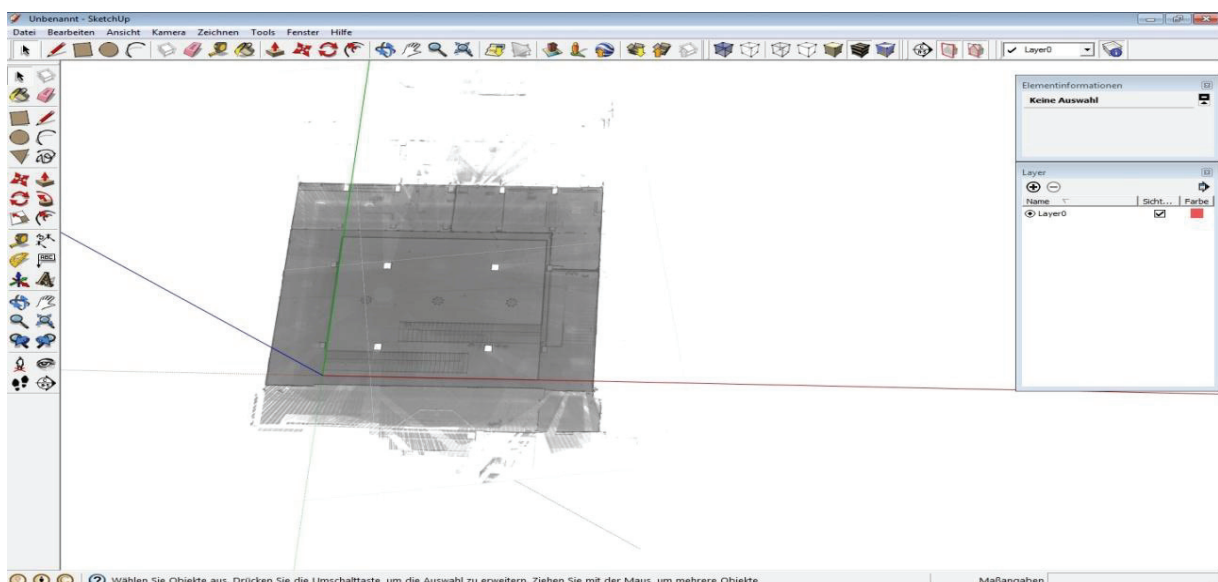 Unbenannt - SketchUp
Datei Bearbeiten Ansicht Kamera Zeichnen Tools Fenster Hilfe
Layer0
Elementinformationen
Keine Auswahl
Layer
Name Sicht... Farbe
Layer0
ABC
Wählen Sie Objekte aus. Drücken Sie die Umschalttaste, um die Auswahl zu erweitern. Ziehen Sie mit der Maus, um mehrere Objekte
Maßangaben